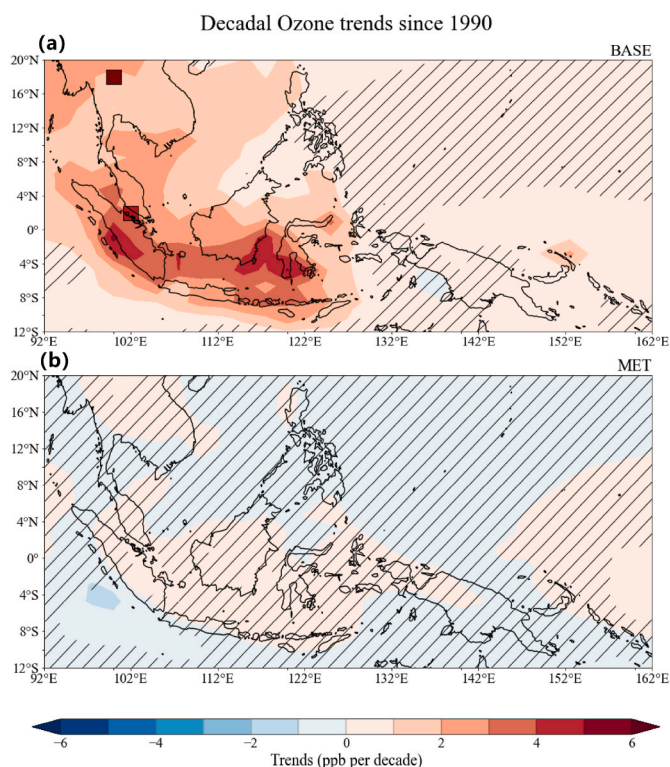 Decadal Ozone trends since 1990
(a)
BASE
20°N
16°N
12°N
8°N
4°N
0°
4°S
8°S
12°S
92°E 102°E 112°E 122°E 132°E 142°E 152°E 162°E
(b)
MET
20°N
16°N
12°N
8°N
4°N
0°
4°S
8°S
12°S
92°E 102°E 112°E 122°E 132°E 142°E 152°E 162°E
−6 −4 −2 0 2 4 6
Trends (ppb per decade)